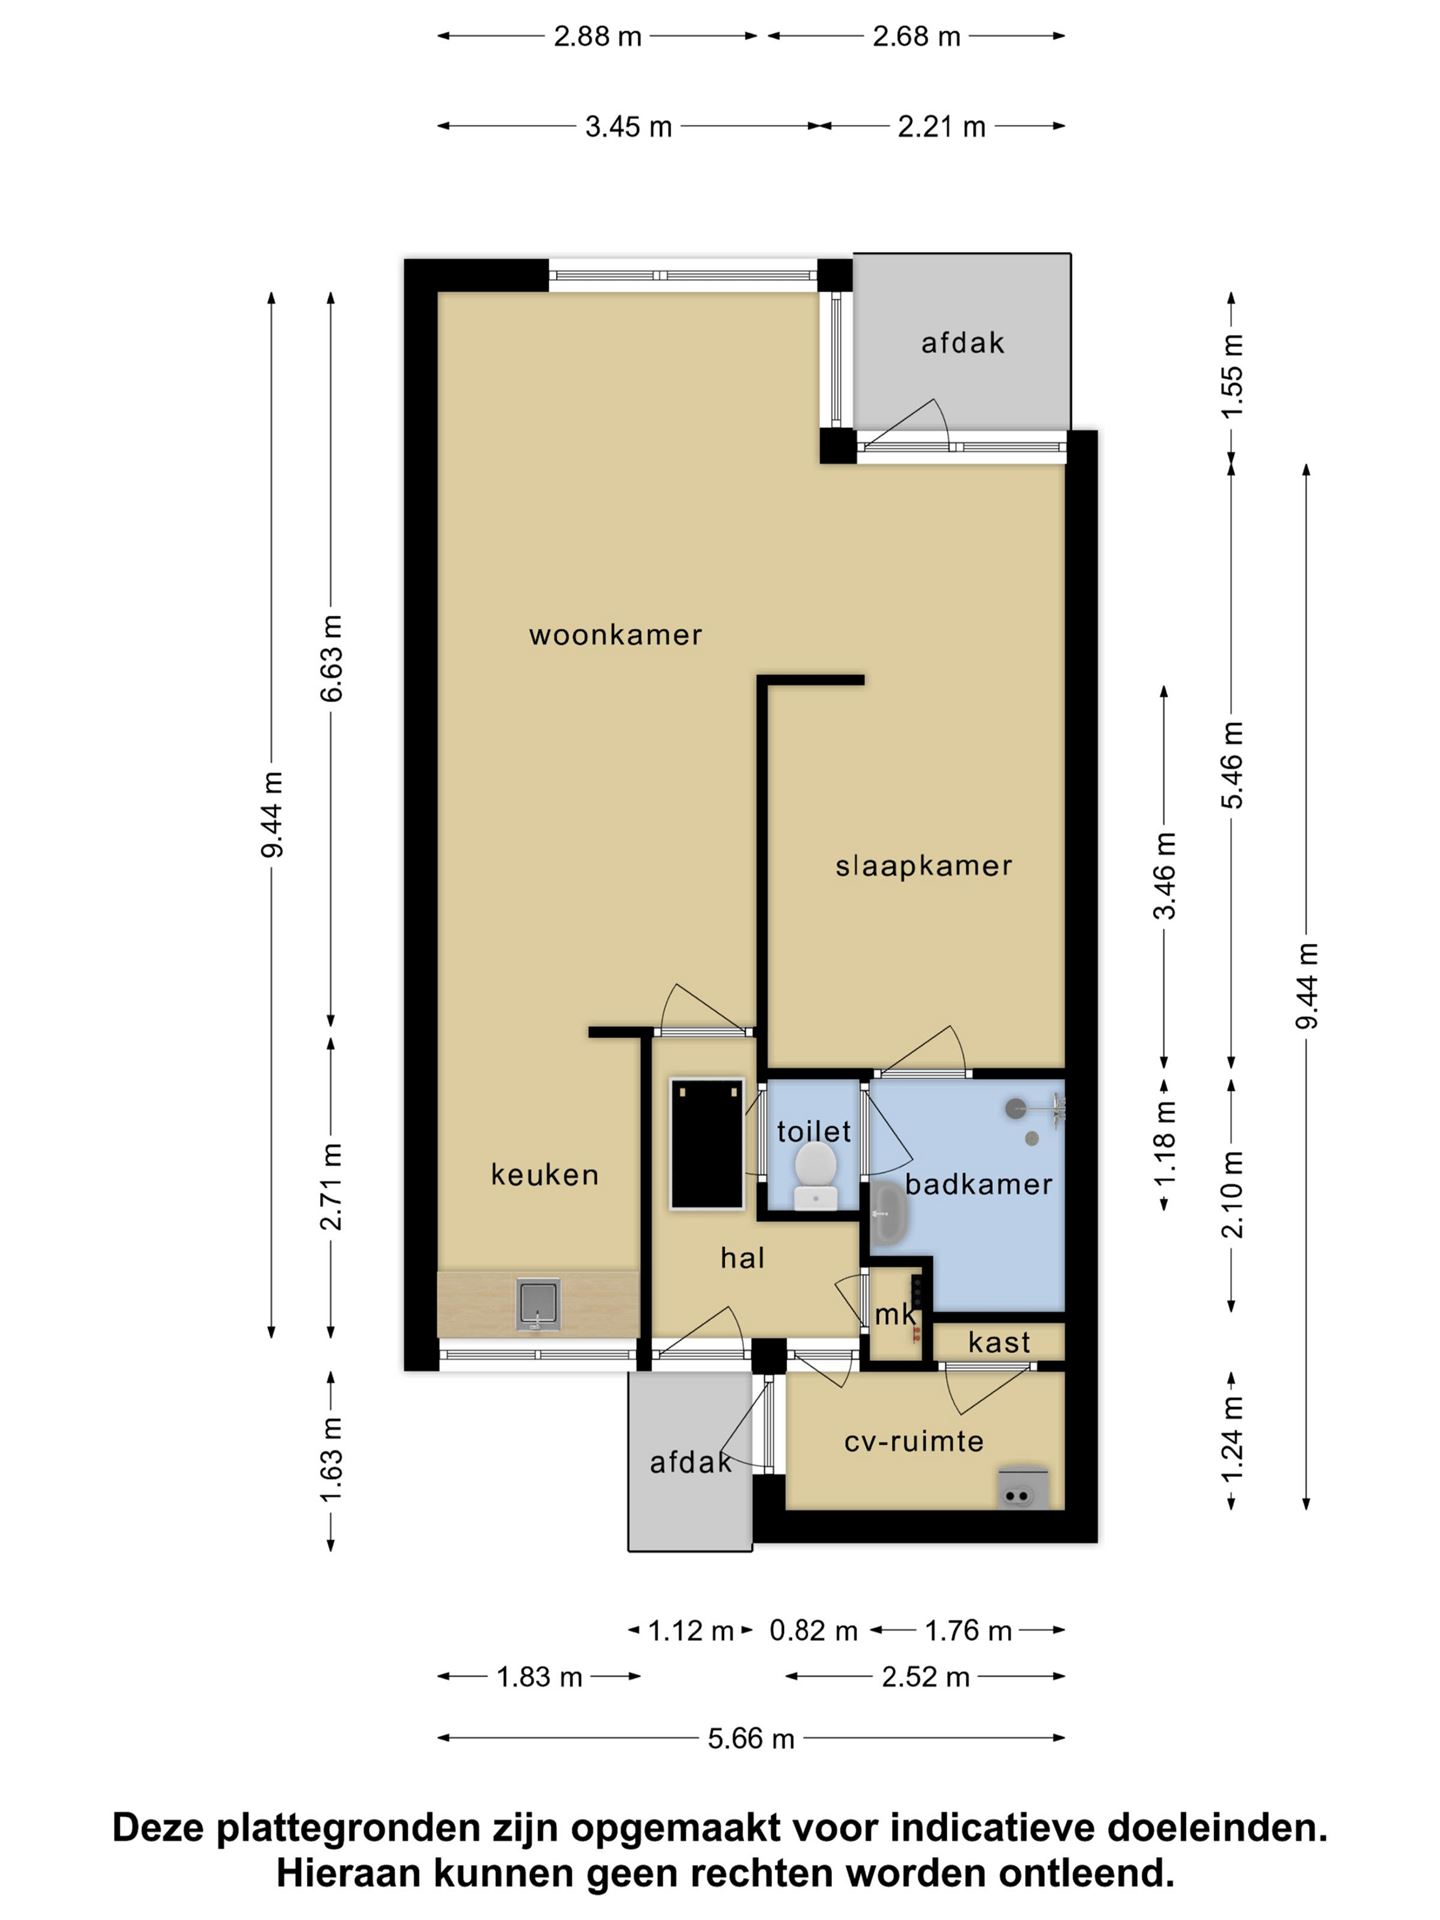 2.88 m 2.68 m
3.45 m 2.21 m
afdak
1.55 m
woonkamer
6.63 m
9.44 m
5.46 m
slaapkamer
3.46 m
9.44 m
toilet
1.18 m
keuken
badkamer
2.71 m
2.10 m
hal
mk
kast
cv-ruimte
afdak
1.63 m
1.24 m
1.12 m 0.82 m 1.76 m
1.83 m 2.52 m
5.66 m
Deze plattegronden zijn opgemaakt voor indicatieve doeleinden.
Hieraan kunnen geen rechten worden ontleend.